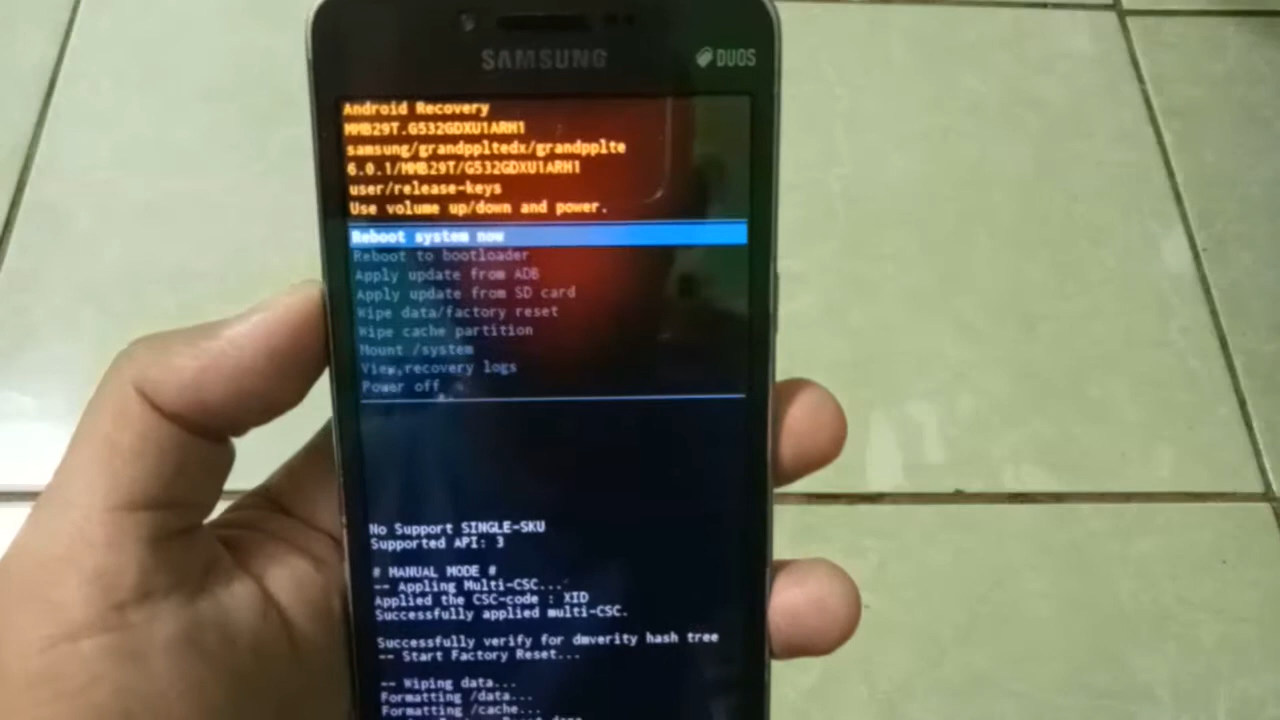 SAMSUNG
DUOS
Android Recovery
MMB29T.G532GDXU1ARH1
samsung/grandppltedx/grandpplte
6.0.1/MMB29T/G532GDXU1ARH1
user/release-keys
Use volume up/down and power.
Reboot system now
Reboot to bootloader
Apply update from ADB
Apply update from SD card
Wipe data/factory reset
Wipe cache partition
Mount /system
View recovery logs
Power off
No Support SINGLE-SKU
Supported API: 3
# MANUAL MODE #
-- Appling Multi-CSC...
Applied the CSC-code : XID
Successfully applied multi-CSC.
Successfully verify for dmverity hash tree
-- Start Factory Reset...
-- Wiping data...
Formatting /data...
Formatting /cache...